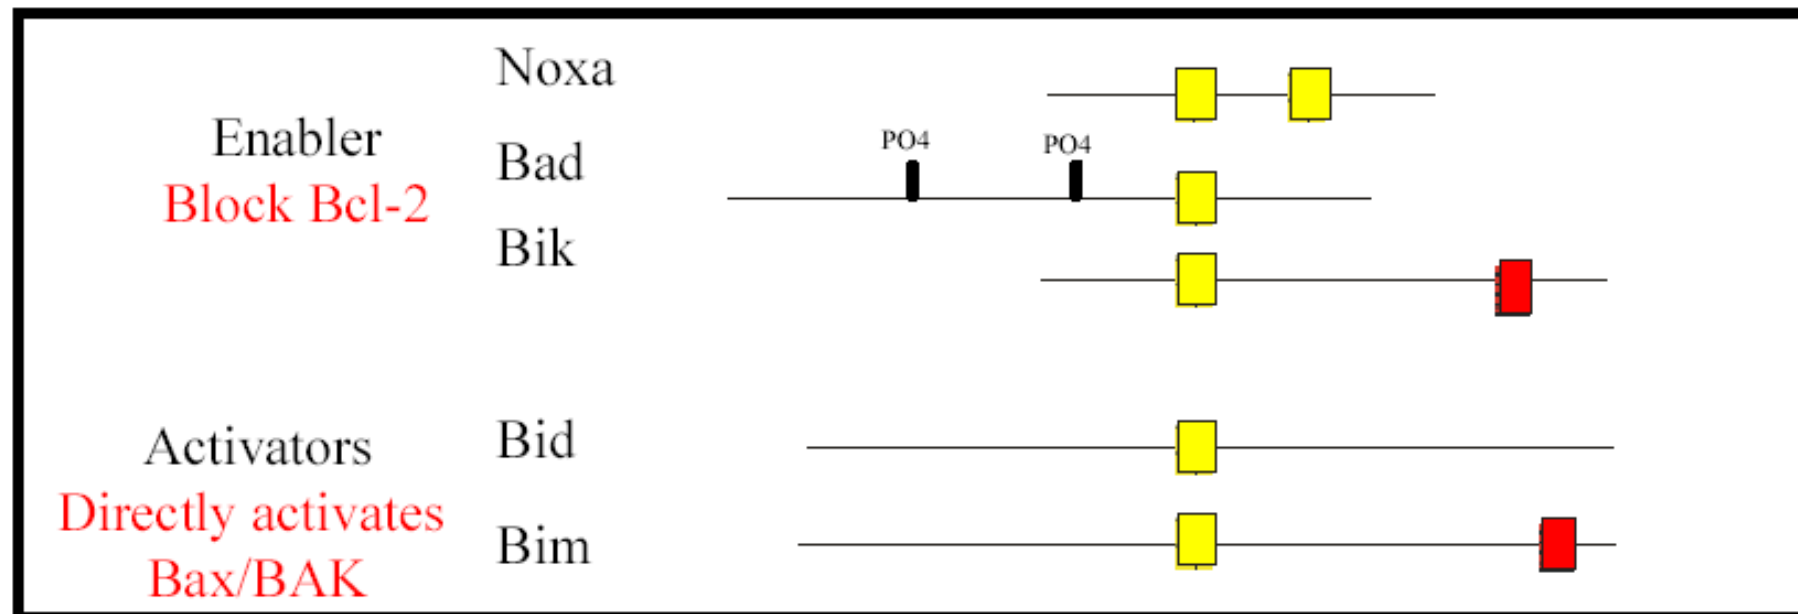 Noxa
Enabler
Block Bcl-2
Bad
PO4
PO4
Bik
Activators
Directly activates
Bax/BAK
Bid
Bim